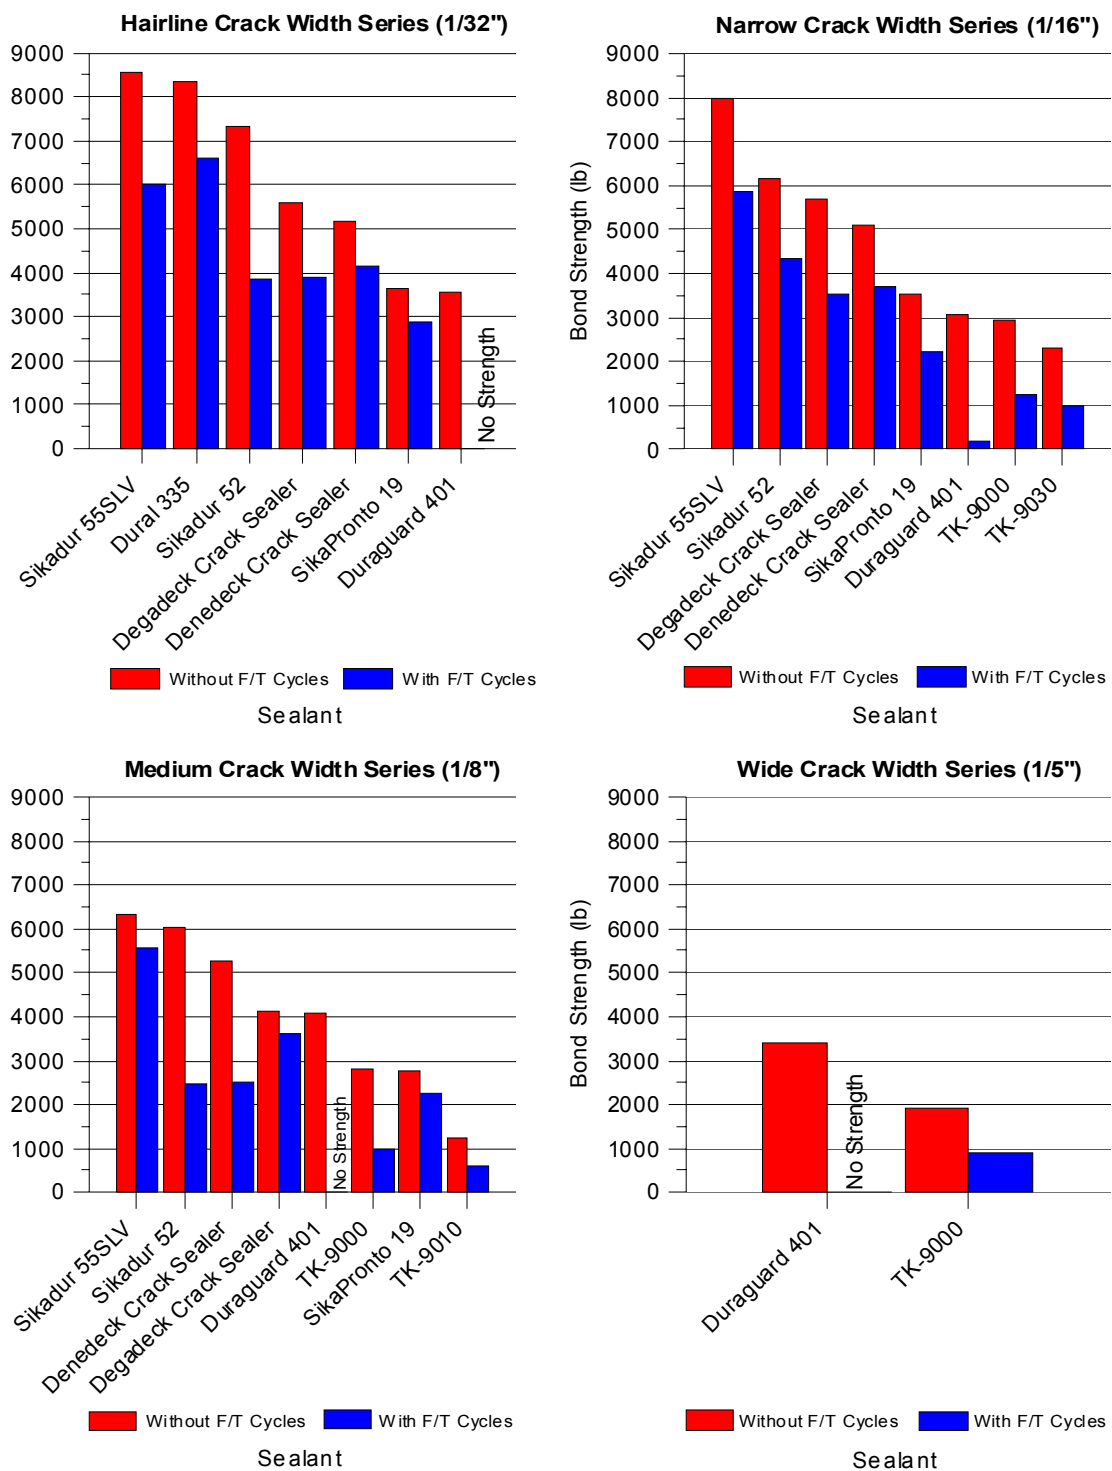 Hairline Crack Width Series (1/32")
9000
8000
7000
6000
5000
4000
3000
2000
1000
0
No Strength
Sikadur 55SLV
Dural 335
Sikadur 52
Degadeck Crack Sealer
Denedeck Crack Sealer
SikaPronto 19
Duraguard 401
Without F/T Cycles With F/T Cycles
Sealant
Narrow Crack Width Series (1/16")
Bond Strength (lb)
9000
8000
7000
6000
5000
4000
3000
2000
1000
0
Sikadur 55SLV
Sikadur 52
Degadeck Crack Sealer
Denedeck Crack Sealer
SikaPronto 19
Duraguard 401
TK-9000
TK-9030
Without F/T Cycles With F/T Cycles
Sealant
Medium Crack Width Series (1/8")
9000
8000
7000
6000
5000
4000
3000
2000
1000
0
No Strength
Sikadur 55SLV
Sikadur 52
Denedeck Crack Sealer
Degadeck Crack Sealer
Duraguard 401
TK-9000
SikaPronto 19
TK-9010
Without F/T Cycles With F/T Cycles
Sealant
Wide Crack Width Series (1/5")
Bond Strength (lb)
9000
8000
7000
6000
5000
4000
3000
2000
1000
0
No Strength
Duraguard 401
TK-9000
Without F/T Cycles With F/T Cycles
Sealant